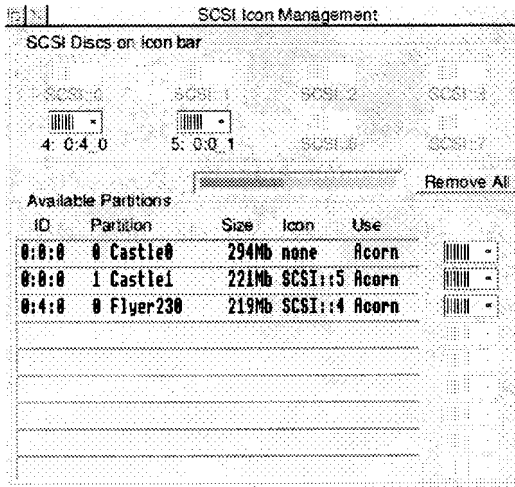 SCSI Icon Management
SCSI Discs on icon bar
SCSI::0 SCSI::1 SCSI::2 SCSI::3
4: 0:4_0 5: 0:0_1 SCSI::6 SCSI::7
Remove All
Available Partitions
ID Partition Size Icon Use
0:0:0 0 Castle0 294Mb none Acorn
0:0:0 1 Castle1 221Mb SCSI::5 Acorn
0:4:0 0 Flyer230 219Mb SCSI::4 Acorn